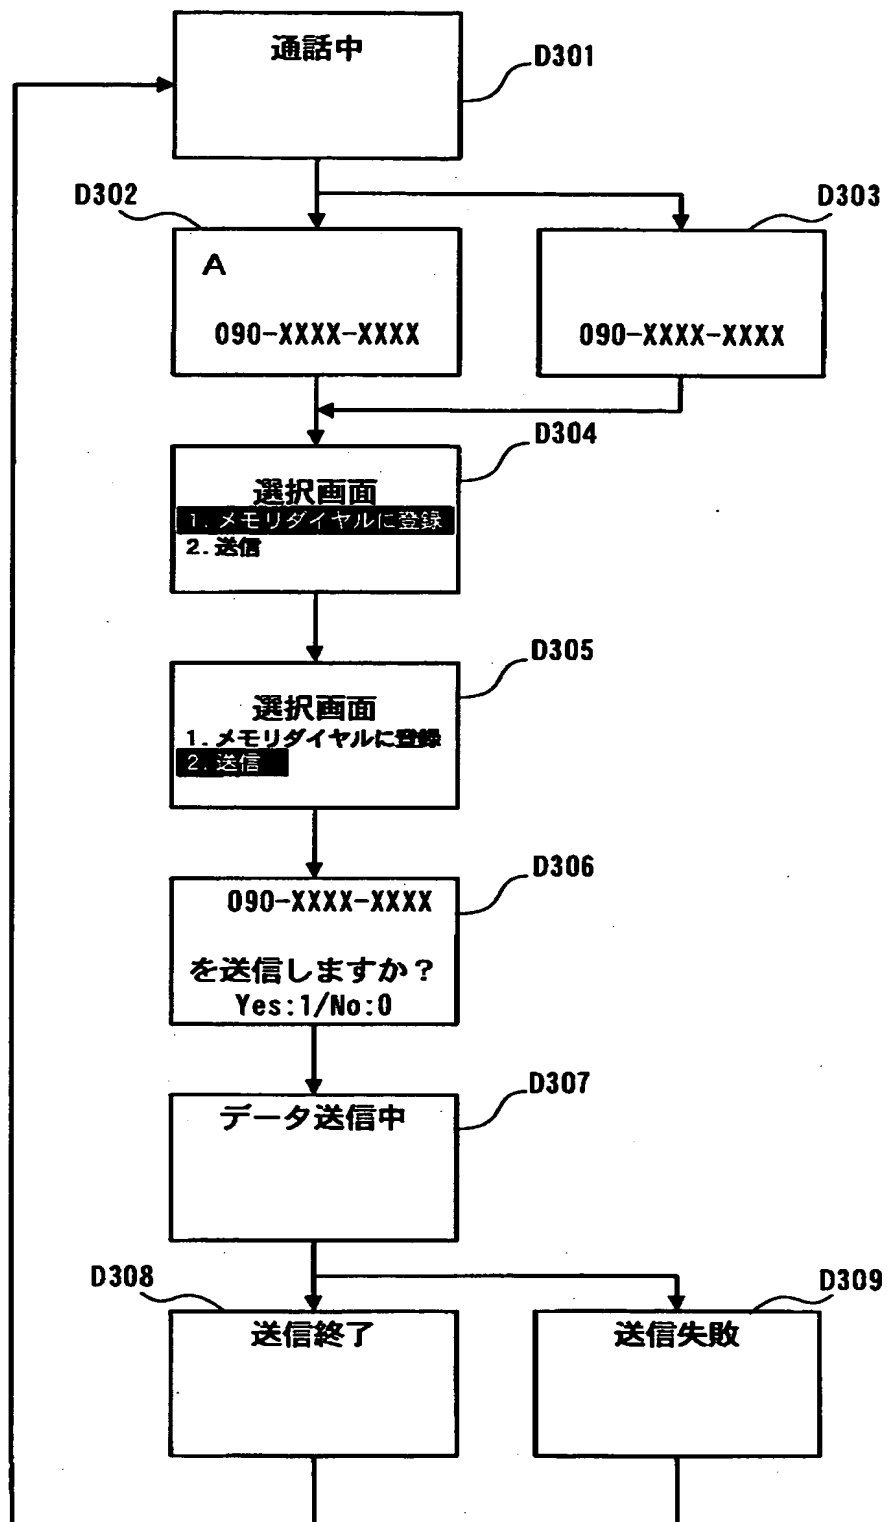 通話中
D301
D302
D303
A
090-XXXX-XXXX
090-XXXX-XXXX
D304
選択画面
1.メモリダイヤルに登録
2.送信
D305
選択画面
1.メモリダイヤルに登録
2.送信
D306
090-XXXX-XXXX
を送信しますか？
Yes:1/No:0
D307
データ送信中
D308
D309
送信終了
送信失敗